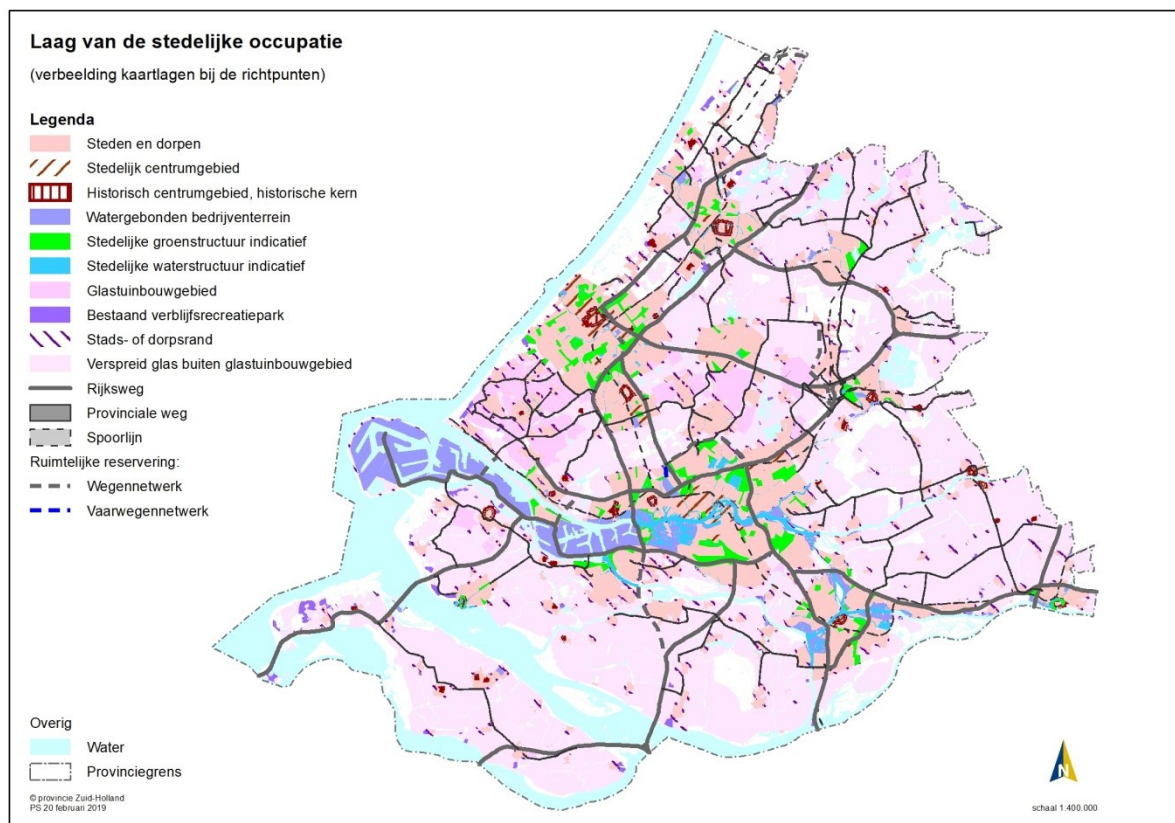 Laag van de stedelijke occupatie
(verbeelding kaartlagen bij de richtpunten)
Legenda
Steden en dorpen
Stedelijk centrumgebied
Historisch centrumgebied, historische kern
Watergebonden bedrijventerrein
Stedelijke groenstructuur indicatief
Stedelijke waterstructuur indicatief
Glastuinbouwgebied
Bestaand verblijfsrecreatiepark
Stads- of dorpsrand
Verspreid glas buiten glastuinbouwgebied
Rijksweg
Provinciale weg
Spoorlijn
Ruimtelijke reservering:
Wegennetwerk
Vaarwegennetwerk
Overig
Water
Provinciegrens
© provincie Zuid-Holland
PS 20 februari 2019
N
schaal 1:400.000